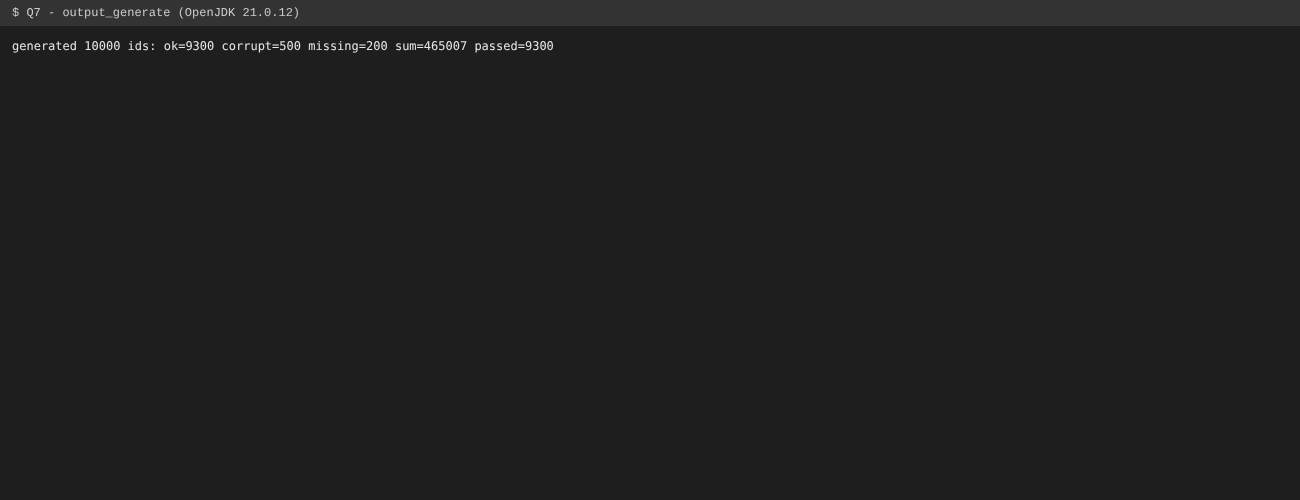 $ Q7 - output_generate (OpenJDK 21.0.12)
generated 10000 ids: ok=9300 corrupt=500 missing=200 sum=465007 passed=9300